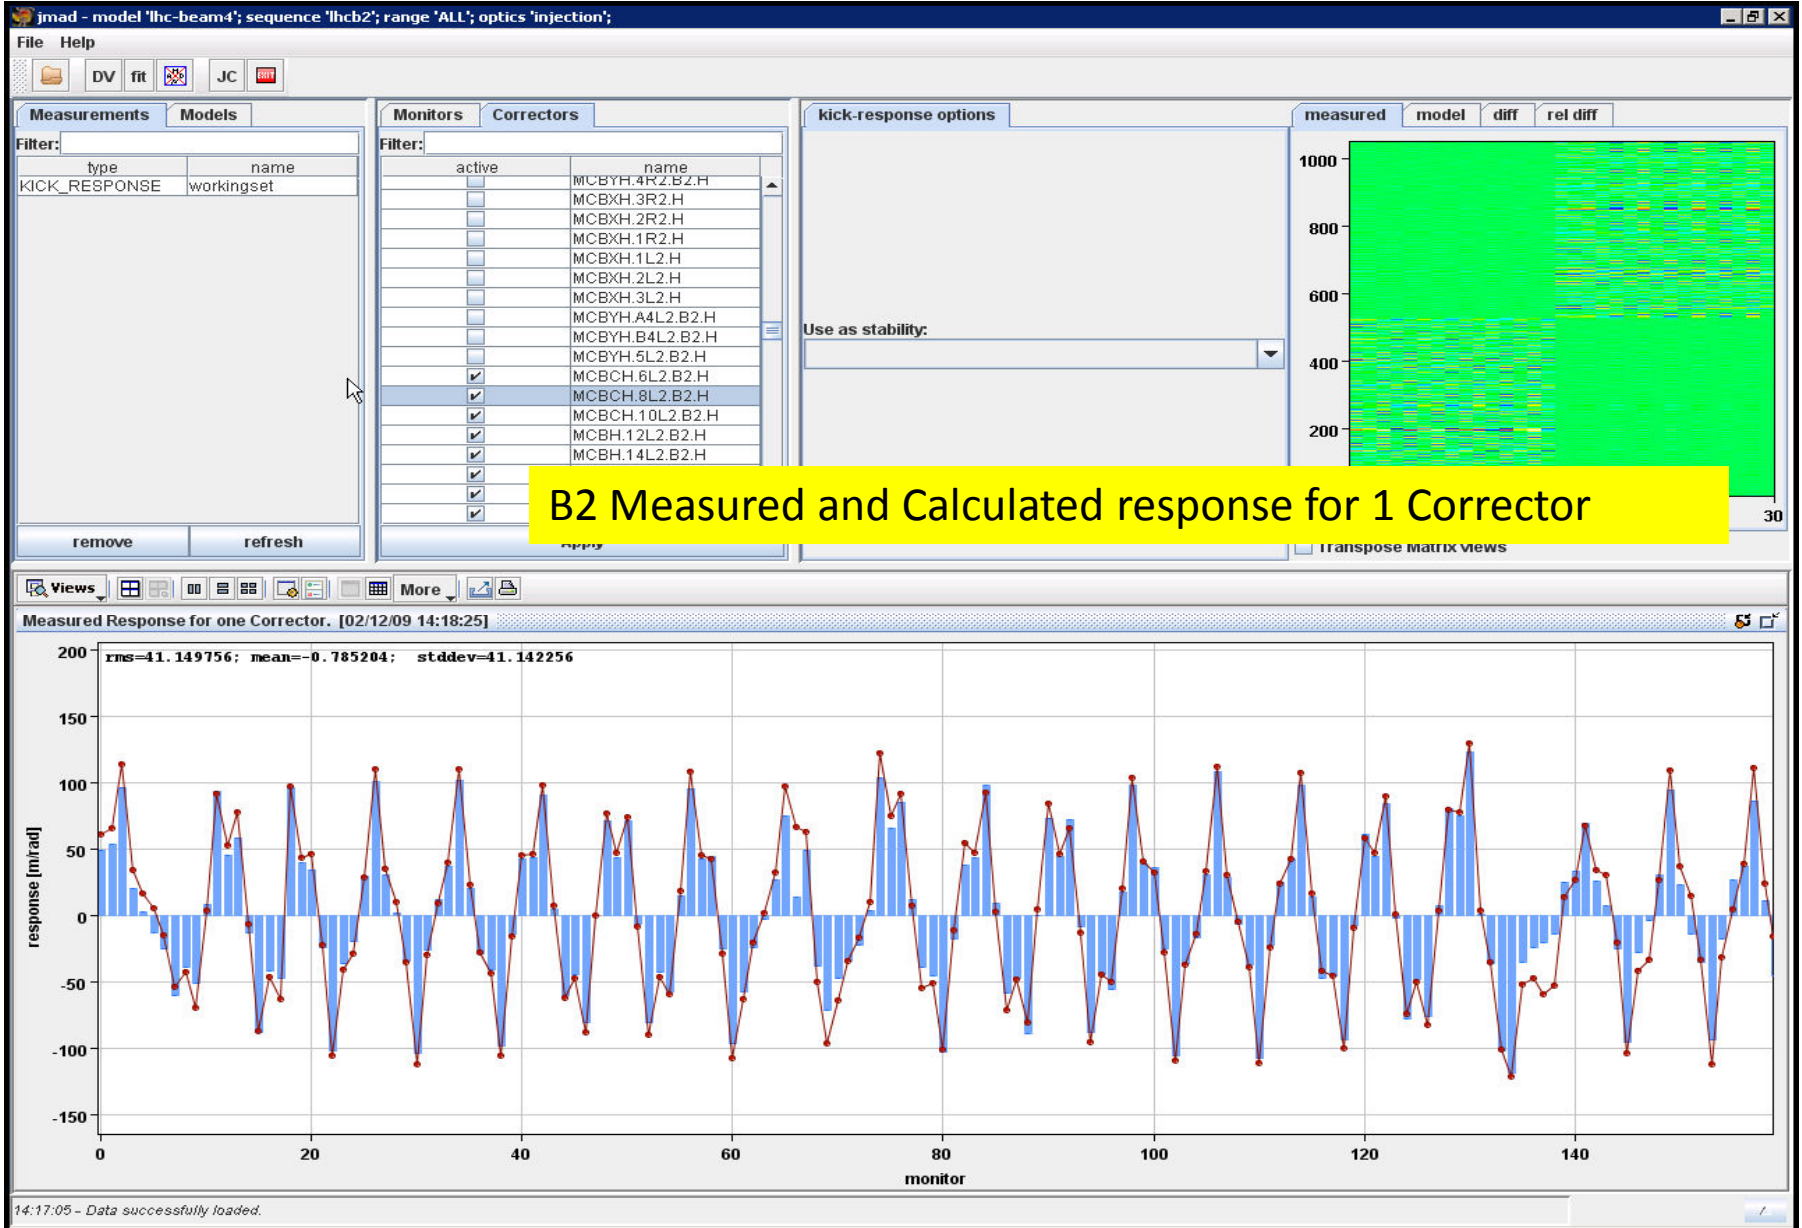 jmad - model 'lhc-beam4'; sequence 'lhcb2'; range 'ALL'; optics 'injection';
File Help
DV fit JC EXIT
Measurements Models
Filter:
type name
KICK_RESPONSE workingset
remove refresh
Monitors Correctors
Filter:
active name
MCBYH.4R2.B2.H
MCBXH.3R2.H
MCBXH.2R2.H
MCBXH.1R2.H
MCBXH.1L2.H
MCBXH.2L2.H
MCBXH.3L2.H
MCBYH.A4L2.B2.H
MCBYH.B4L2.B2.H
MCBYH.5L2.B2.H
MCBCH.6L2.B2.H
MCBCH.8L2.B2.H
MCBCH.10L2.B2.H
MCBH.12L2.B2.H
MCBH.14L2.B2.H
Apply
kick-response options
Use as stability:
measured model diff rel diff
1000
800
600
400
200
30
Transpose Matrix views
B2 Measured and Calculated response for 1 Corrector
Views More
Measured Response for one Corrector. [02/12/09 14:18:25]
rms=41.149756; mean=-0.785204; stddev=41.142256
200
150
100
50
0
-50
-100
-150
response [m/rad]
0 20 40 60 80 100 120 140
monitor
14:17:05 - Data successfully loaded.